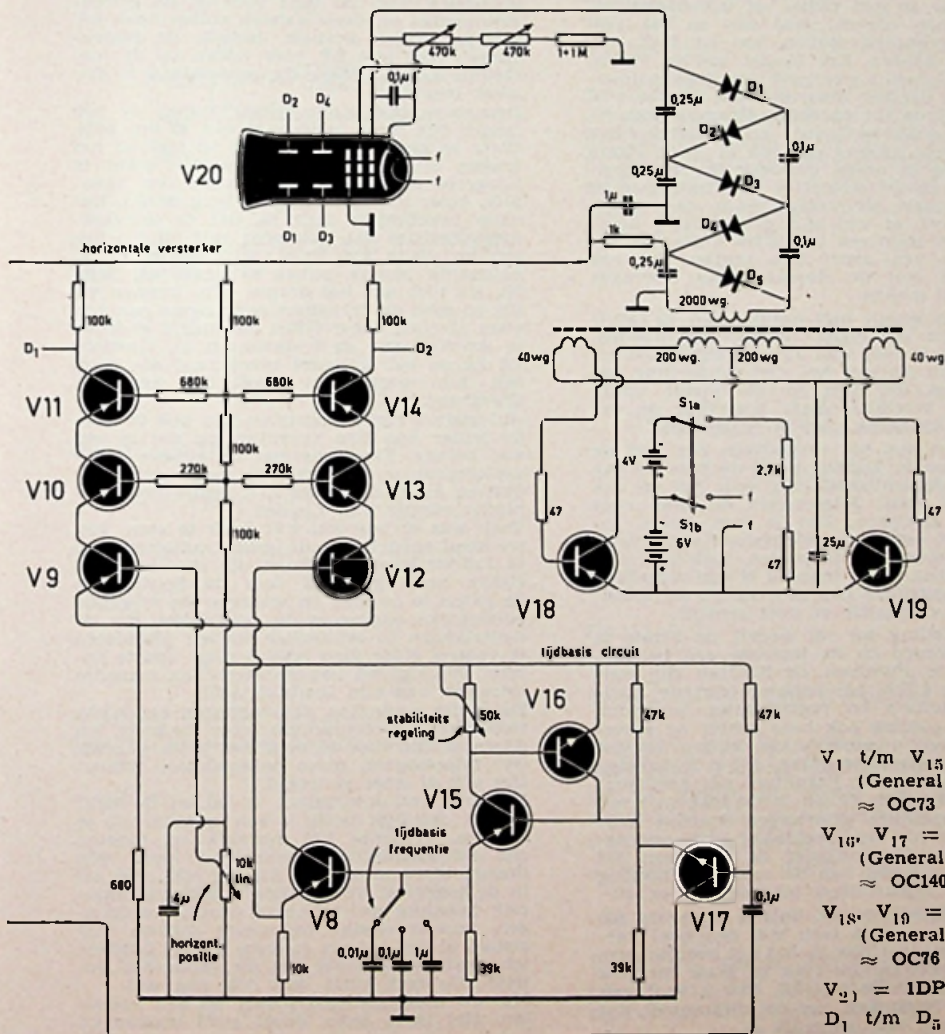 470k
470k
1+1M
0,1μ
D2
D4
V20
f
f
D1
D3
D1
0,25μ
D2
0,1μ
0,25μ
D3
1μ
D4
1k
0,1μ
0,25μ
D5
2000 wg.
horizontale versterker
100k
100k
100k
D1
D2
40 wg
200 wg.
200 wg.
40 wg
V11
680k
680k
V14
S1a
100k
4V
2,7k
V10
270k
270k
V13
47
f
47
S1b
100k
6V
f
47
25μ
V9
V12
V18
V19
tijdbasis circuit
V16
50k
47k
47k
stabiliteits
regeling
V15
tijdbasis
frequentie
680
4μ
10k
lin.
V8
V17
0,1μ
horizont.
positie
10k
0,01μ
0,1μ
1μ
39k
39k
V1 t/m V15
(General
≈ OC73
V16, V17 =
(General
≈ OC140
V18, V19 =
(General
≈ OC76
= 1DP
D1 t/m D5